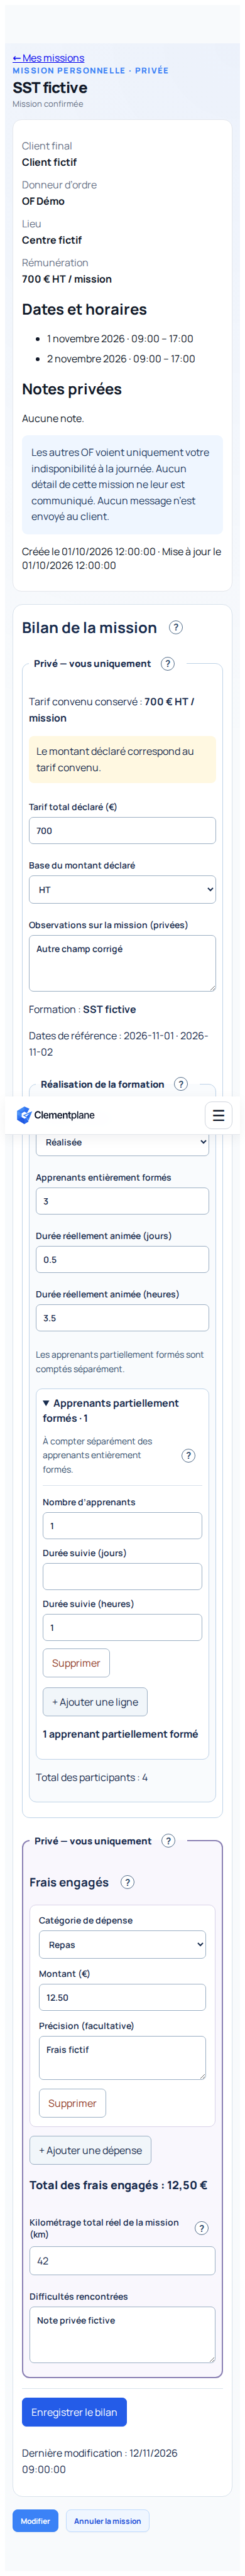 ← Mes missions
MISSION PERSONNELLE · PRIVÉE
SST fictive
Mission confirmée
Client final
Client fictif
Donneur d'ordre
OF Démo
Lieu
Centre fictif
Rémunération
700 € HT / mission
Dates et horaires
• 1 novembre 2026 · 09:00 – 17:00
• 2 novembre 2026 · 09:00 – 17:00
Notes privées
Aucune note.
Les autres OF voient uniquement votre
indisponibilité à la journée. Aucun
détail de cette mission ne leur est
communiqué. Aucun message n'est
envoyé au client.
Créée le 01/10/2026 12:00:00 · Mise à jour le
01/10/2026 12:00:00
Bilan de la mission ?
Privé — vous uniquement ?
Tarif convenu conservé : 700 € HT /
mission
Le montant déclaré correspond au
tarif convenu.
Tarif total déclaré (€)
700
Base du montant déclaré
HT
Observations sur la mission (privées)
Autre champ corrigé
Formation : SST fictive
Dates de référence : 2026-11-01 · 2026-
11-02
Réalisation de la formation ?
Clementplane
Réalisée
Apprenants entièrement formés
3
Durée réellement animée (jours)
0.5
Durée réellement animée (heures)
3.5
Les apprenants partiellement formés sont
comptés séparément.
▼ Apprenants partiellement
formés · 1
À compter séparément des
apprenants entièrement
formés.
?
Nombre d'apprenants
1
Durée suivie (jours)
Durée suivie (heures)
1
Supprimer
+ Ajouter une ligne
1 apprenant partiellement formé
Total des participants : 4
Privé — vous uniquement ?
Frais engagés ?
Catégorie de dépense
Repas
Montant (€)
12.50
Précision (facultative)
Frais fictif
Supprimer
+ Ajouter une dépense
Total des frais engagés : 12,50 €
Kilométrage total réel de la mission
(km)
?
42
Difficultés rencontrées
Note privée fictive
Enregistrer le bilan
Dernière modification : 12/11/2026
09:00:00
Modifier
Annuler la mission